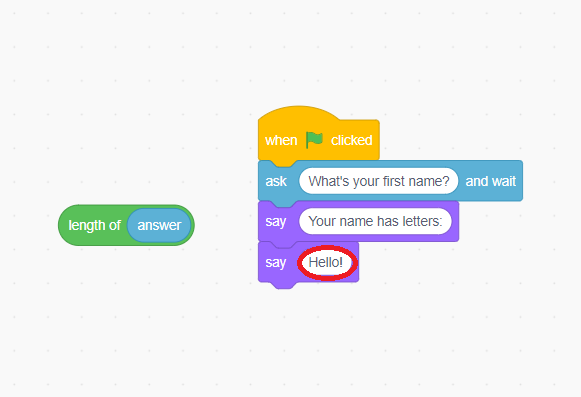 when clicked
ask What's your first name? and wait
say Your name has letters:
say Hello!
length of answer